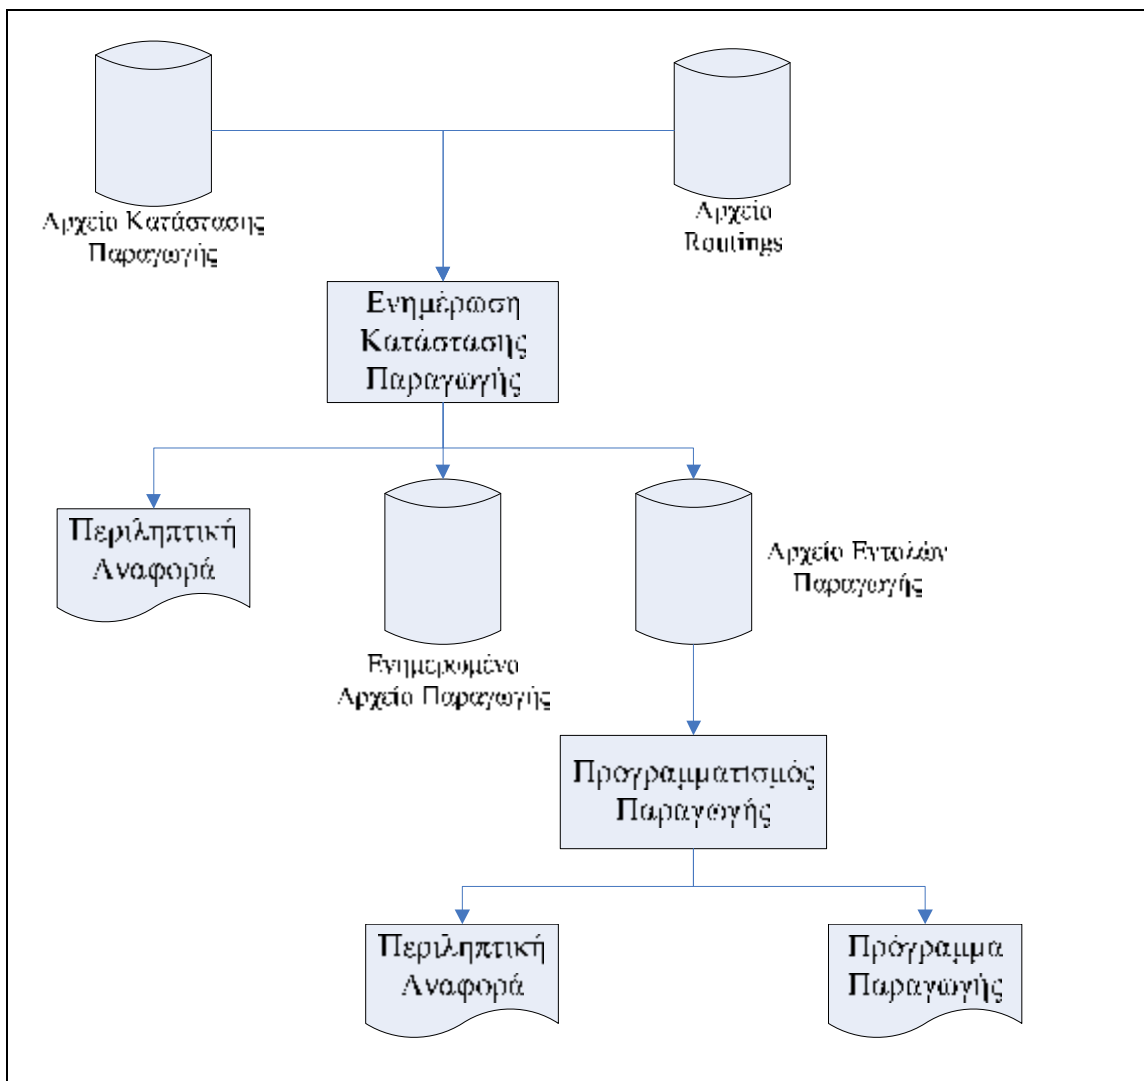 Αρχείο Κατάστασης
Παραγωγής
Αρχείο
Routings
Ενημέρωση
Κατάστασης
Παραγωγής
Περιληπτική
Αναφορά
Ενημερωμένο
Αρχείο Παραγωγής
Αρχείο Εντολών
Παραγωγής
Προγραμματισμός
Παραγωγής
Περιληπτική
Αναφορά
Πρόγραμμα
Παραγωγής